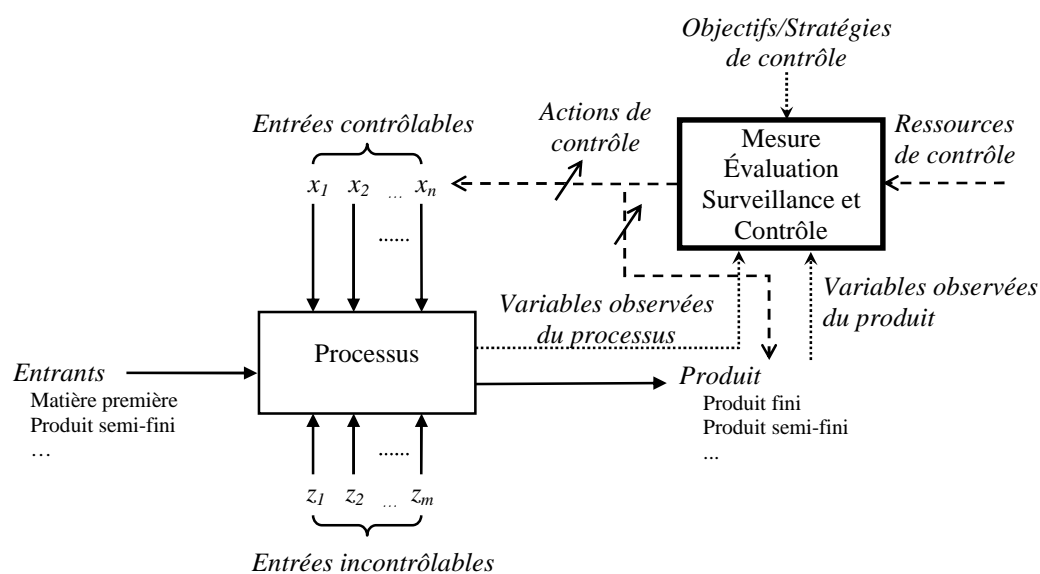 Objectifs/Stratégies
de contrôle
Entrées contrôlables
Actions de
contrôle
Mesure
Évaluation
Surveillance et
Contrôle
Ressources
de contrôle
x1 x2 ... xn
......
Variables observées
du processus
Variables observées
du produit
Processus
Entrants
Matière première
Produit semi-fini
…
Produit
Produit fini
Produit semi-fini
...
......
z1 z2 ... zm
Entrées incontrôlables